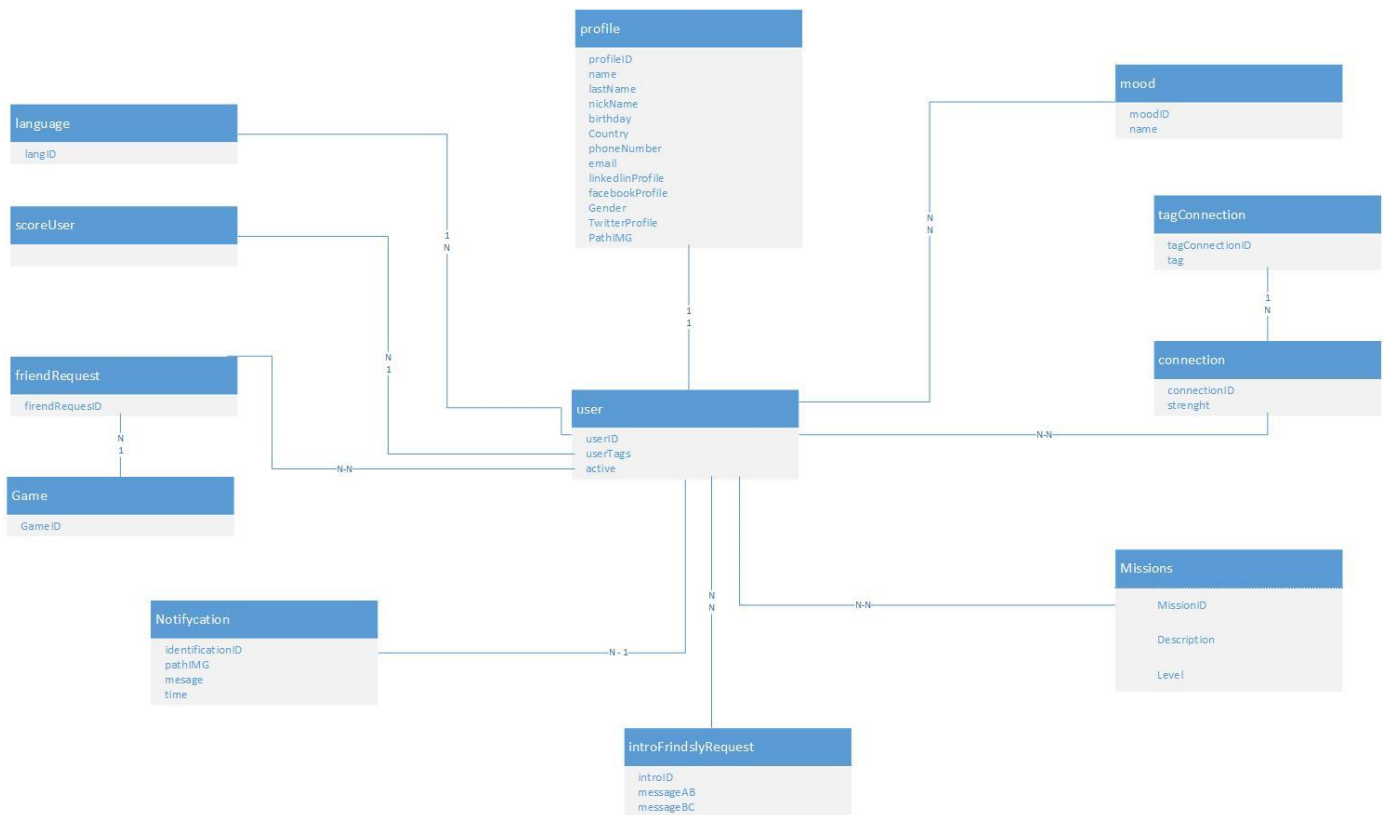 profile
profileID
name
lastName
nickName
birthday
Country
phoneNumber
email
linkedlinProfile
facebookProfile
Gender
TwitterProfile
PathIMG
mood
moodID
name
language
langID
scoreUser
tagConnection
tagConnectionID
tag
1
N
N
N
1
N
1
1
N
1
friendRequest
firendRequesID
connection
connectionID
strenght
user
userID
userTags
active
N
1
N-N
N-N
Game
GameID
Missions
MissionID
Description
Level
N
N
N-N
Notifycation
identificationID
pathIMG
mesage
time
N - 1
introFrindslyRequest
introID
messageAB
messageBC